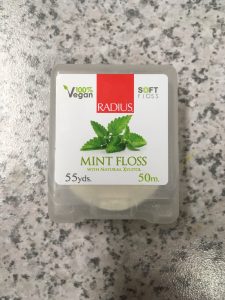 100%
Vegan
RADIUS
SOFT
FLOSS
MINT FLOSS
WITH NATURAL XYLITOL
55yds. 50m.